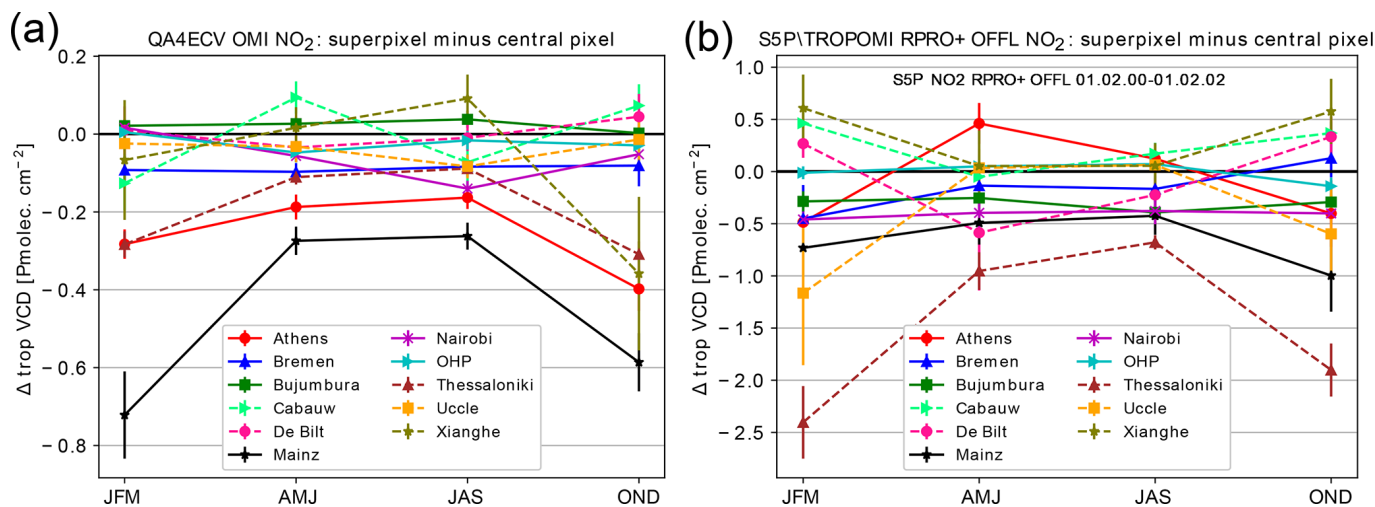 (a)
QA4ECV OMI NO₂: superpixel minus central pixel
Δ trop VCD [Pmolec. cm⁻²]
0.2
0.0
−0.2
−0.4
−0.6
−0.8
Athens
Bremen
Bujumbura
Cabauw
De Bilt
Mainz
Nairobi
OHP
Thessaloniki
Uccle
Xianghe
JFM
AMJ
JAS
OND
(b)
S5P\TROPOMI RPRO+ OFFL NO₂: superpixel minus central pixel
S5P NO2 RPRO+ OFFL 01.02.00-01.02.02
Δ trop VCD [Pmolec. cm⁻²]
1.0
0.5
0.0
−0.5
−1.0
−1.5
−2.0
−2.5
Athens
Bremen
Bujumbura
Cabauw
De Bilt
Mainz
Nairobi
OHP
Thessaloniki
Uccle
Xianghe
JFM
AMJ
JAS
OND